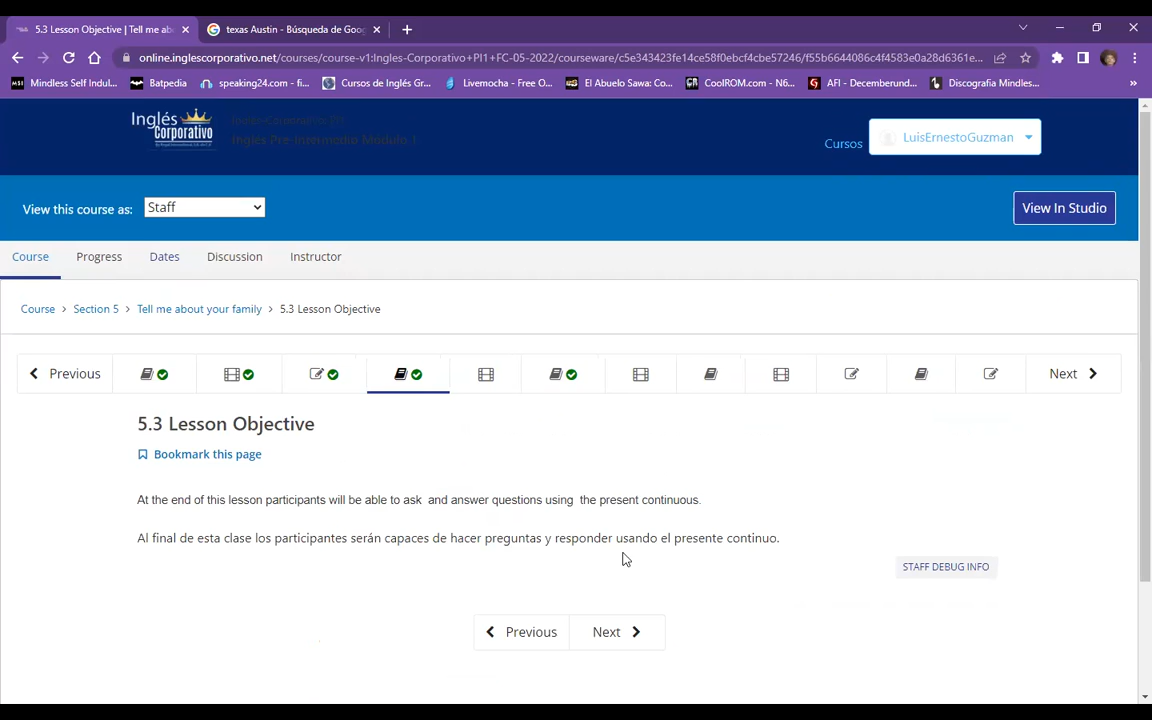 5.3 Lesson Objective | Tell me ab
texas Austin - Búsqueda de Goog
online.inglescorporativo.net/courses/course-v1:Ingles-Corporativo+PI1+FC-05-2022/courseware/c5e343423fe14ce58f0ebcf4cbe57246/f55b6644086c4f4583e0a28d6361e...
Mindless Self Indul...
Batpedia
speaking24.com - fi...
Cursos de Inglés Gr...
Livemocha - Free O...
El Abuelo Sawa: Co...
CoolROM.com - N6...
AFI - Decemberund...
Discografia Mindles...
Inglés Corporativo
Ingles Pre-Intermedio Modulo 1
Cursos
LuisErnestoGuzman
View this course as:
Staff
View In Studio
Course
Progress
Dates
Discussion
Instructor
Course > Section 5 > Tell me about your family > 5.3 Lesson Objective
Previous
Next
5.3 Lesson Objective
Bookmark this page
At the end of this lesson participants will be able to ask and answer questions using the present continuous.
Al final de esta clase los participantes serán capaces de hacer preguntas y responder usando el presente continuo.
STAFF DEBUG INFO
Previous
Next